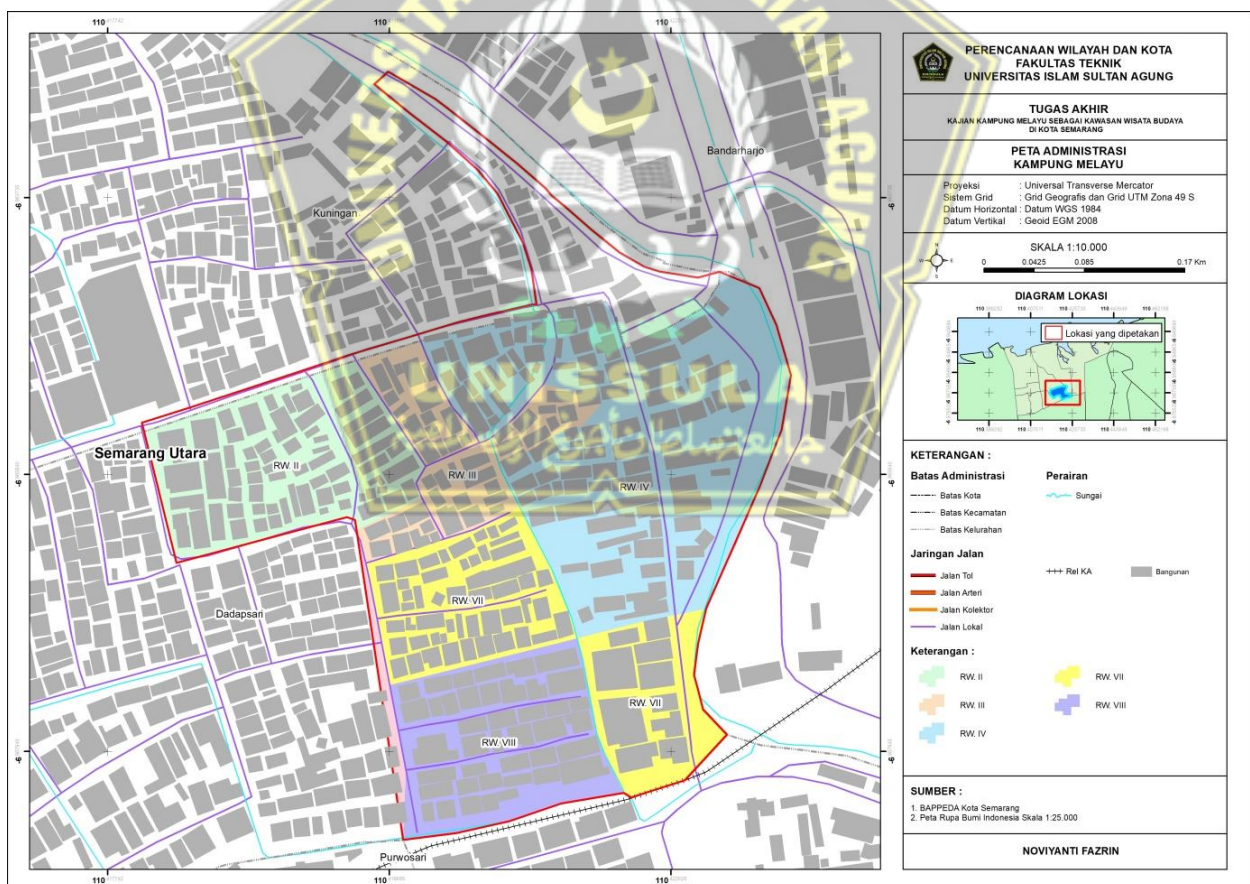 PERENCANAAN WILAYAH DAN KOTA
FAKULTAS TEKNIK
UNIVERSITAS ISLAM SULTAN AGUNG
TUGAS AKHIR
KAJIAN KAMPUNG MELAYU SEBAGAI KAWASAN WISATA BUDAYA
DI KOTA SEMARANG
PETA ADMINISTRASI
KAMPUNG MELAYU
Proyeksi : Universal Transverse Mercator
Sistem Grid : Grid Geografis dan Grid UTM Zona 49 S
Datum Horizontal : Datum WGS 1984
Datum Vertikal : Geoid EGM 2008
SKALA 1:10.000
0 0.0425 0.085 0.17 Km
DIAGRAM LOKASI
Lokasi yang dipetakan
KETERANGAN :
Batas Administrasi
Batas Kota
Batas Kecamatan
Batas Kelurahan
Perairan
Sungai
Jaringan Jalan
Jalan Tol
Jalan Arteri
Jalan Kolektor
Jalan Lokal
Rel KA
Bangunan
Keterangan :
RW. II
RW. III
RW. IV
RW. VII
RW. VIII
SUMBER :
1. BAPPEDA Kota Semarang
2. Peta Rupa Bumi Indonesia Skala 1:25.000
NOVIYANTI FAZRIN
Bandarharjo
Kuningan
Semarang Utara
RW. II
RW. III
RW. IV
RW. VII
Dadapsari
RW. VII
RW. VIII
Purwosari
UNISSULA